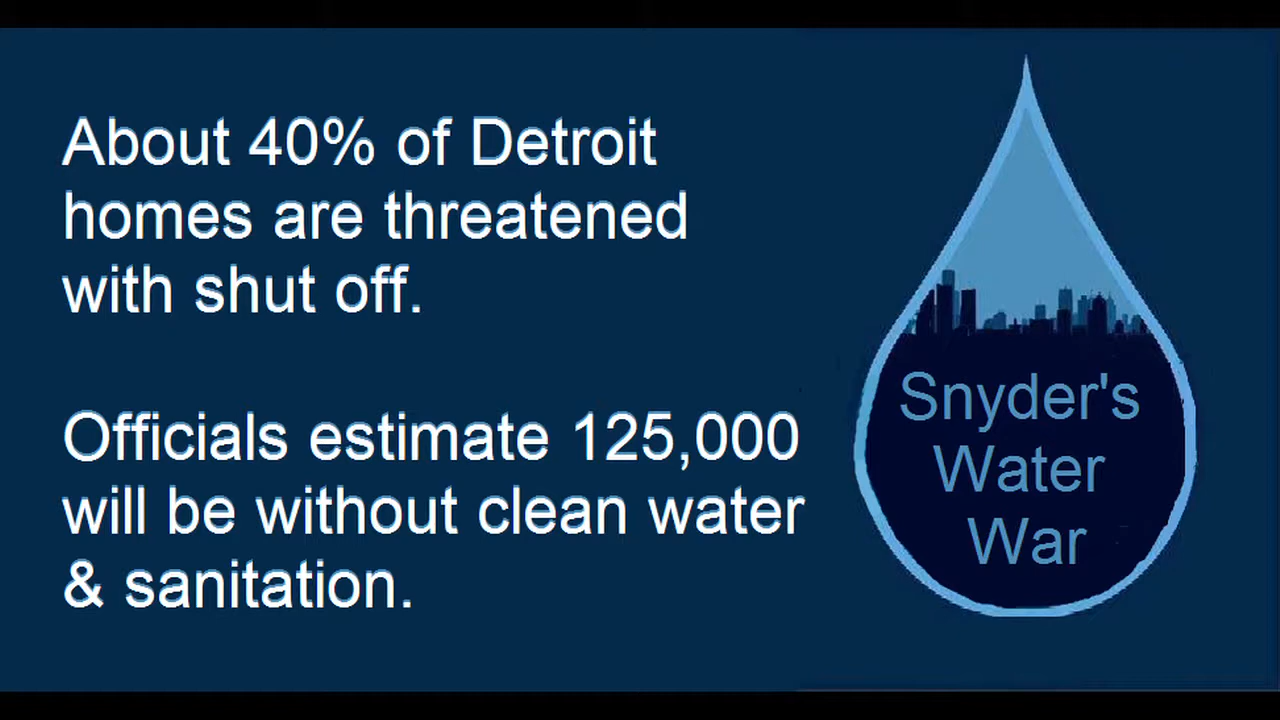 About 40% of Detroit
homes are threatened
with shut off.
Officials estimate 125,000
will be without clean water
& sanitation.
Snyder's
Water
War